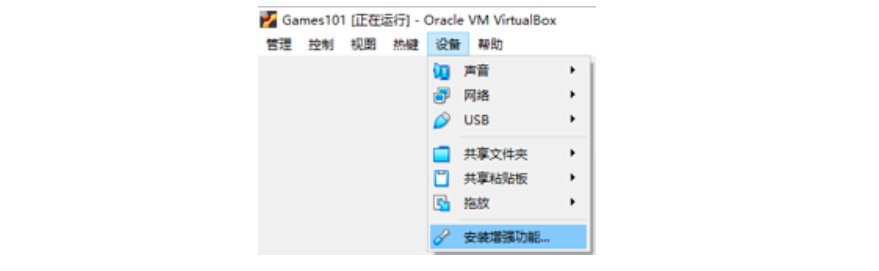 Games101 [正在运行] - Oracle VM VirtualBox
管理 控制 视图 热键 设备 帮助
声音
网络
USB
共享文件夹
共享粘贴板
拖放
安装增强功能...